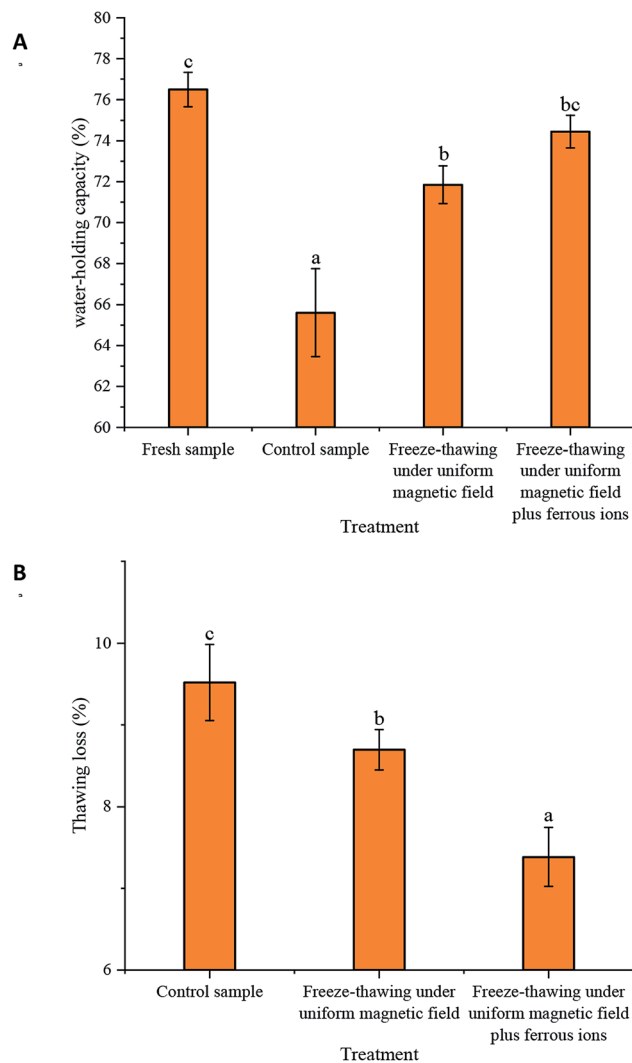 A
80
78
76
74
72
70
68
66
64
62
60
water-holding capacity (%)
c
a
b
bc
Fresh sample
Control sample
Freeze-thawing
under uniform
magnetic field
Freeze-thawing
under uniform
magnetic field
plus ferrous ions
Treatment
B
10
8
6
Thawing loss (%)
c
b
a
Control sample
Freeze-thawing under
uniform magnetic field
Freeze-thawing under
uniform magnetic field
plus ferrous ions
Treatment